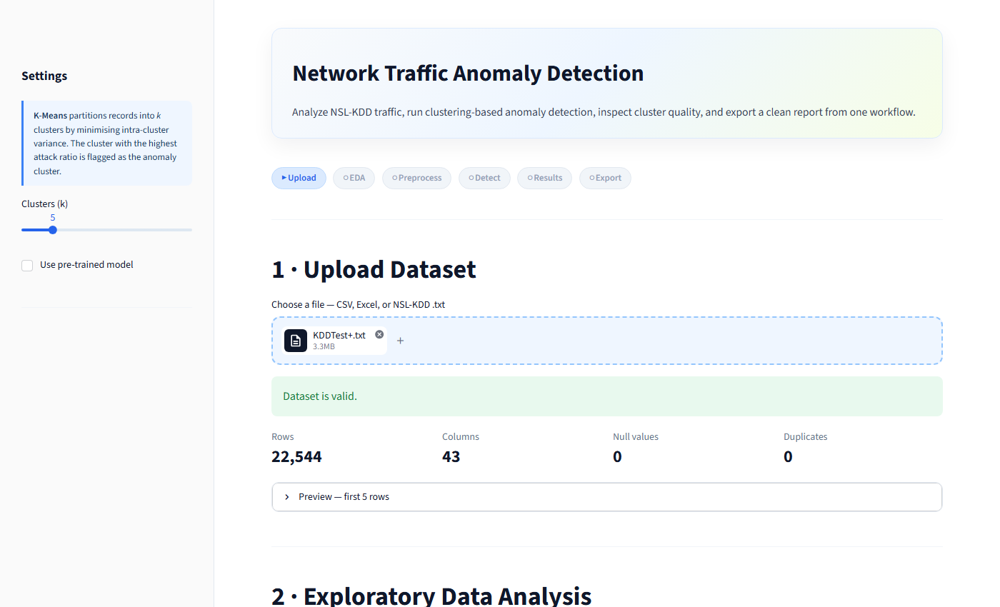 Settings
K-Means partitions records into k
clusters by minimising intra-cluster
variance. The cluster with the highest
attack ratio is flagged as the anomaly
cluster.
Clusters (k)
5
Use pre-trained model
Network Traffic Anomaly Detection
Analyze NSL-KDD traffic, run clustering-based anomaly detection, inspect cluster quality, and export a clean report from one workflow.
Upload EDA Preprocess Detect Results Export
1 · Upload Dataset
Choose a file — CSV, Excel, or NSL-KDD .txt
KDDTest+.txt
3.3MB
Dataset is valid.
Rows Columns Null values Duplicates
22,544 43 0 0
Preview — first 5 rows
2 · Exploratory Data Analysis